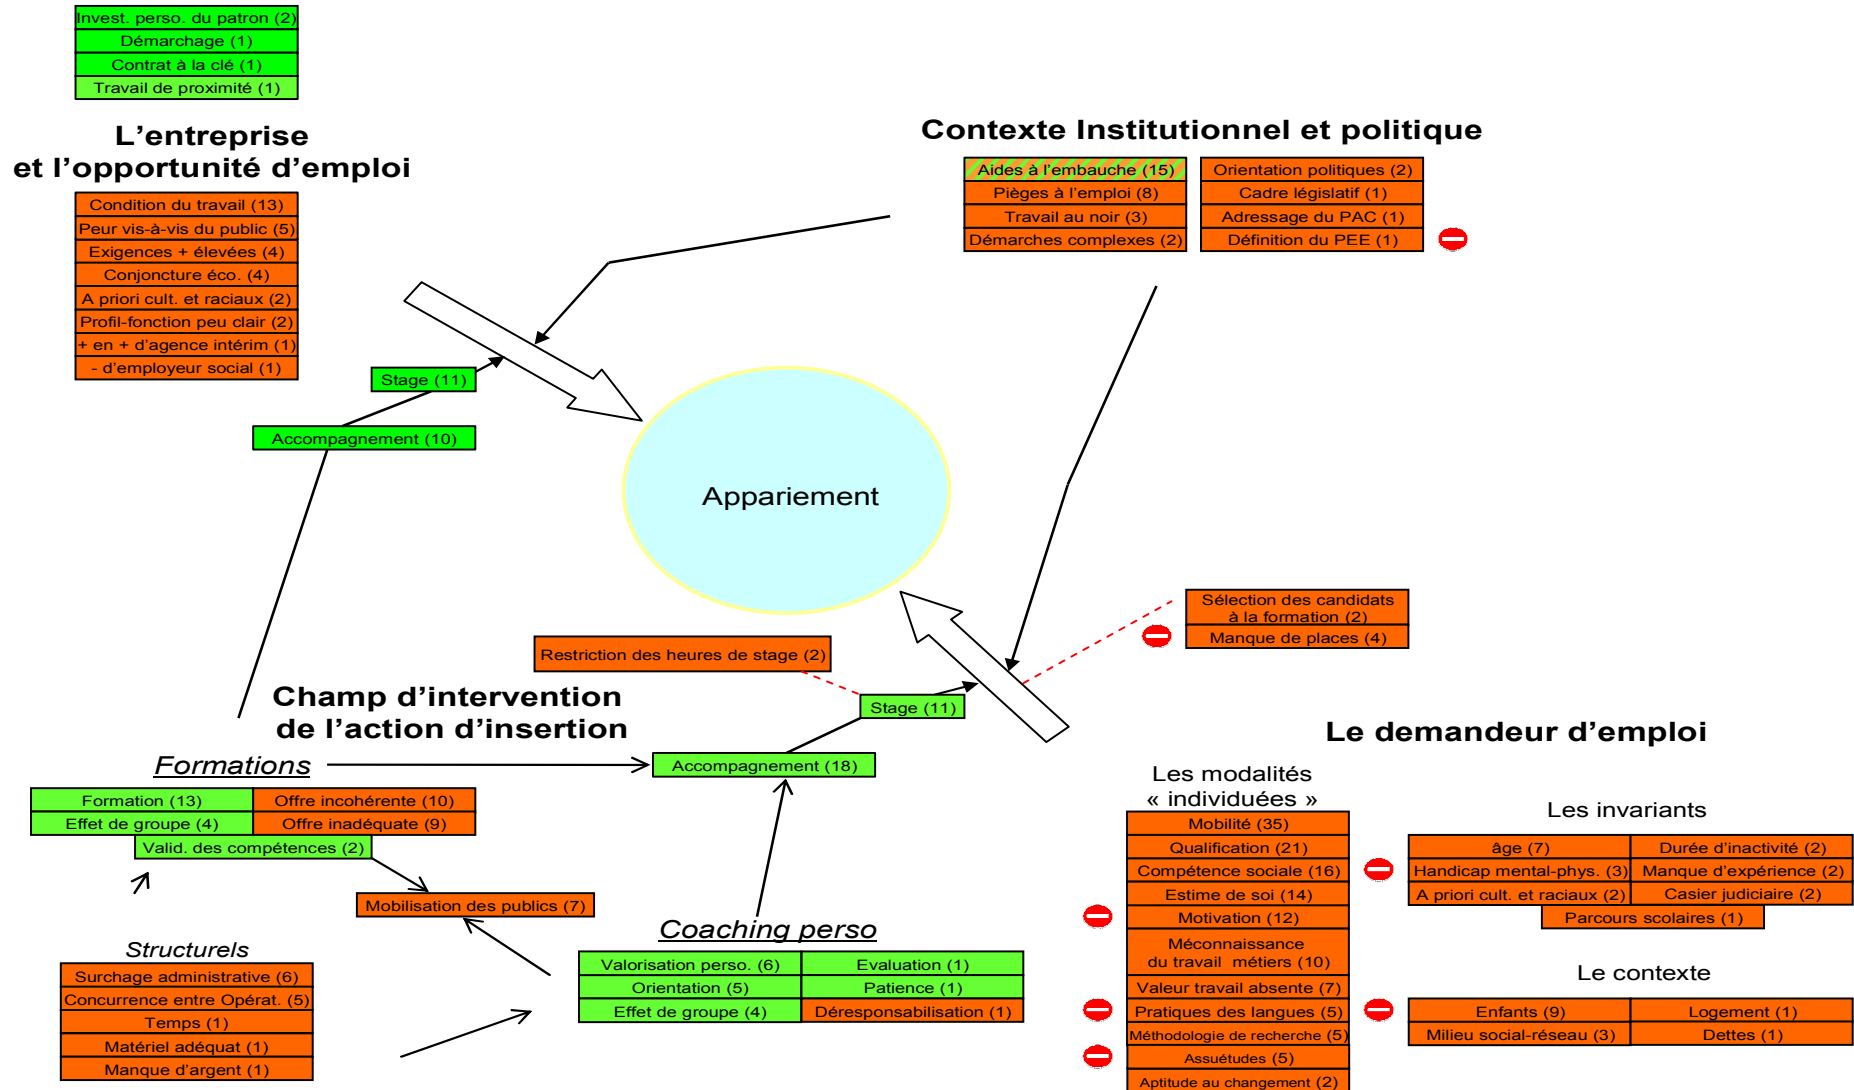 Invest. perso. du patron (2)
Démarchage (1)
Contrat à la clé (1)
Travail de proximité (1)
L'entreprise
et l'opportunité d'emploi
Condition du travail (13)
Peur vis-à-vis du public (5)
Exigences + élevées (4)
Conjoncture éco. (4)
A priori cult. et raciaux (2)
Profil-fonction peu clair (2)
+ en + d'agence intérim (1)
- d'employeur social (1)
Contexte Institutionnel et politique
Aides à l'embauche (15)
Orientation politiques (2)
Pièges à l'emploi (8)
Cadre législatif (1)
Travail au noir (3)
Adressage du PAC (1)
Démarches complexes (2)
Définition du PEE (1)
Stage (11)
Accompagnement (10)
Appariement
Sélection des candidats
à la formation (2)
Manque de places (4)
Restriction des heures de stage (2)
Stage (11)
Accompagnement (18)
Champ d'intervention
de l'action d'insertion
Formations
Formation (13)
Offre incohérente (10)
Effet de groupe (4)
Offre inadéquate (9)
Valid. des compétences (2)
Mobilisation des publics (7)
Structurels
Surchage administrative (6)
Concurrence entre Opérat. (5)
Temps (1)
Matériel adéquat (1)
Manque d'argent (1)
Coaching perso
Valorisation perso. (6)
Evaluation (1)
Orientation (5)
Patience (1)
Effet de groupe (4)
Déresponsabilisation (1)
Le demandeur d'emploi
Les modalités
« individuées »
Mobilité (35)
Qualification (21)
Compétence sociale (16)
Estime de soi (14)
Motivation (12)
Méconnaissance
du travail métiers (10)
Valeur travail absente (7)
Pratiques des langues (5)
Méthodologie de recherche (5)
Assuétudes (5)
Aptitude au changement (2)
Les invariants
âge (7)
Durée d'inactivité (2)
Handicap mental-phys. (3)
Manque d'expérience (2)
A priori cult. et raciaux (2)
Casier judiciaire (2)
Parcours scolaires (1)
Le contexte
Enfants (9)
Logement (1)
Milieu social-réseau (3)
Dettes (1)